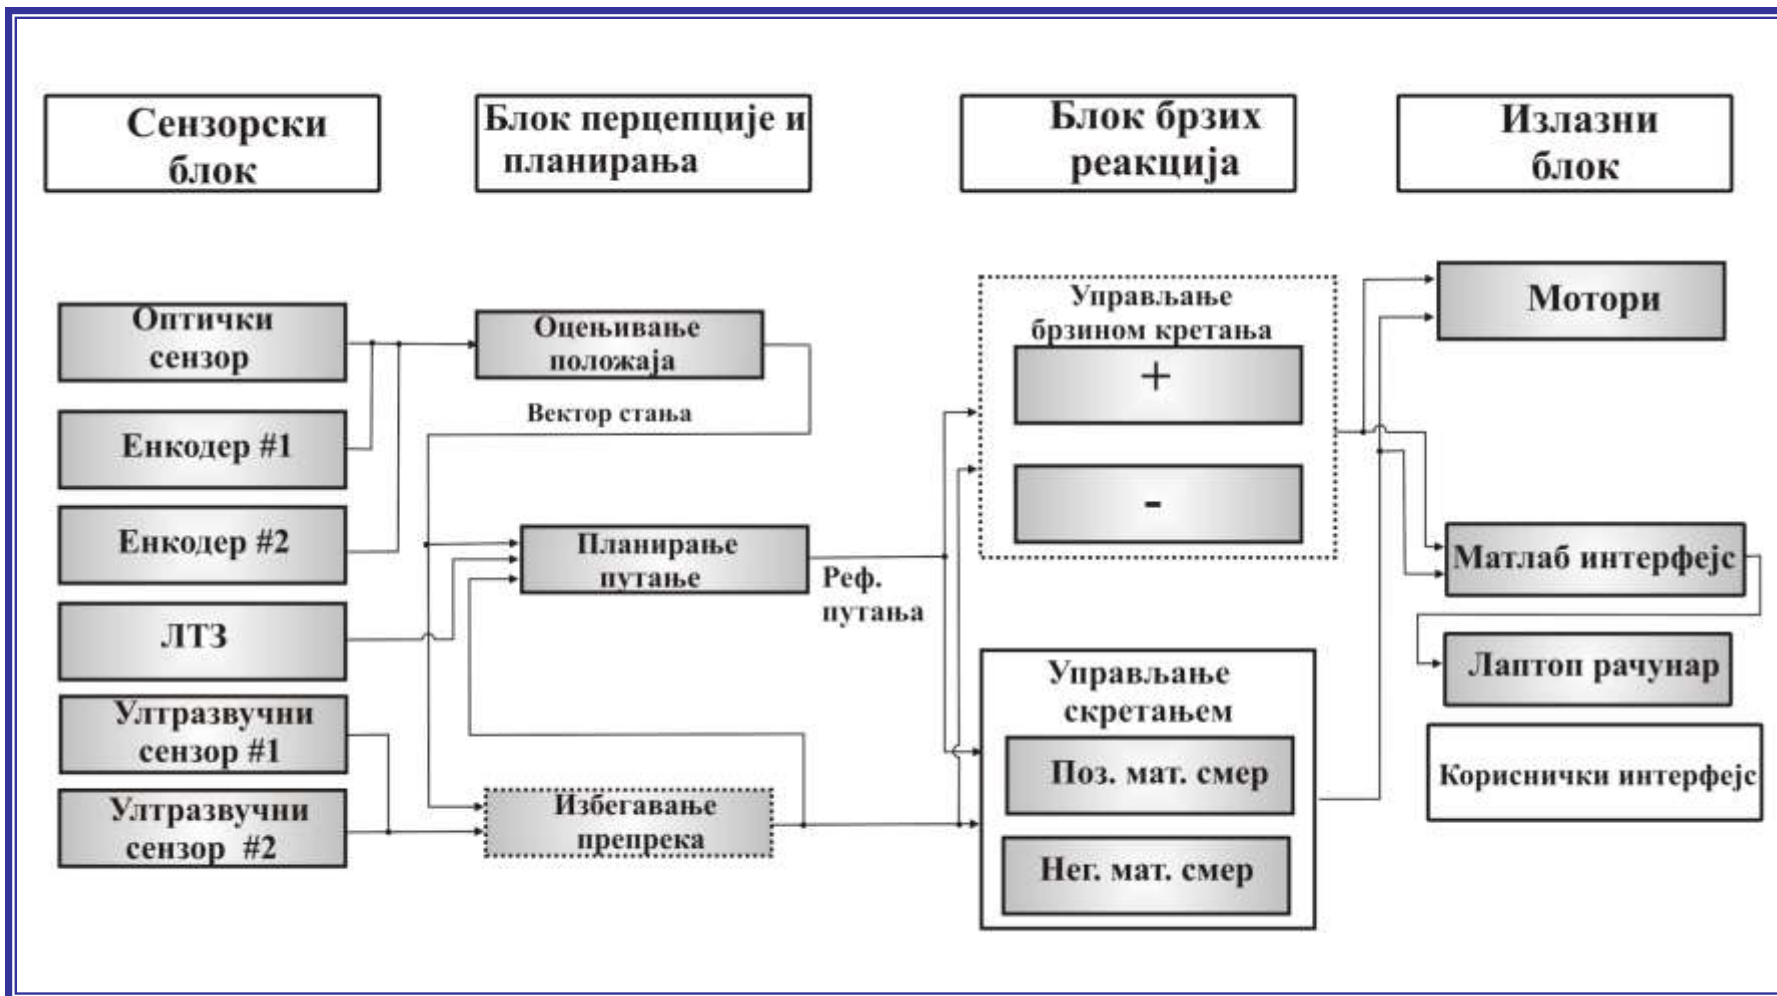 Сензорски
блок
Блок перцепције и
планирања
Блок брзих
реакција
Излазни
блок
Оптички
сензор
Енкодер #1
Енкодер #2
ЛТЗ
Ултразвучни
сензор #1
Ултразвучни
сензор #2
Оцењивање
положаја
Вектор стања
Планирање
путање
Реф.
путања
Избегавање
препрека
Управљање
брзином кретања
+
-
Управљање
скретањем
Поз. мат. смер
Нег. мат. смер
Мотори
Матлаб интерфејс
Лаптоп рачунар
Кориснички интерфејс